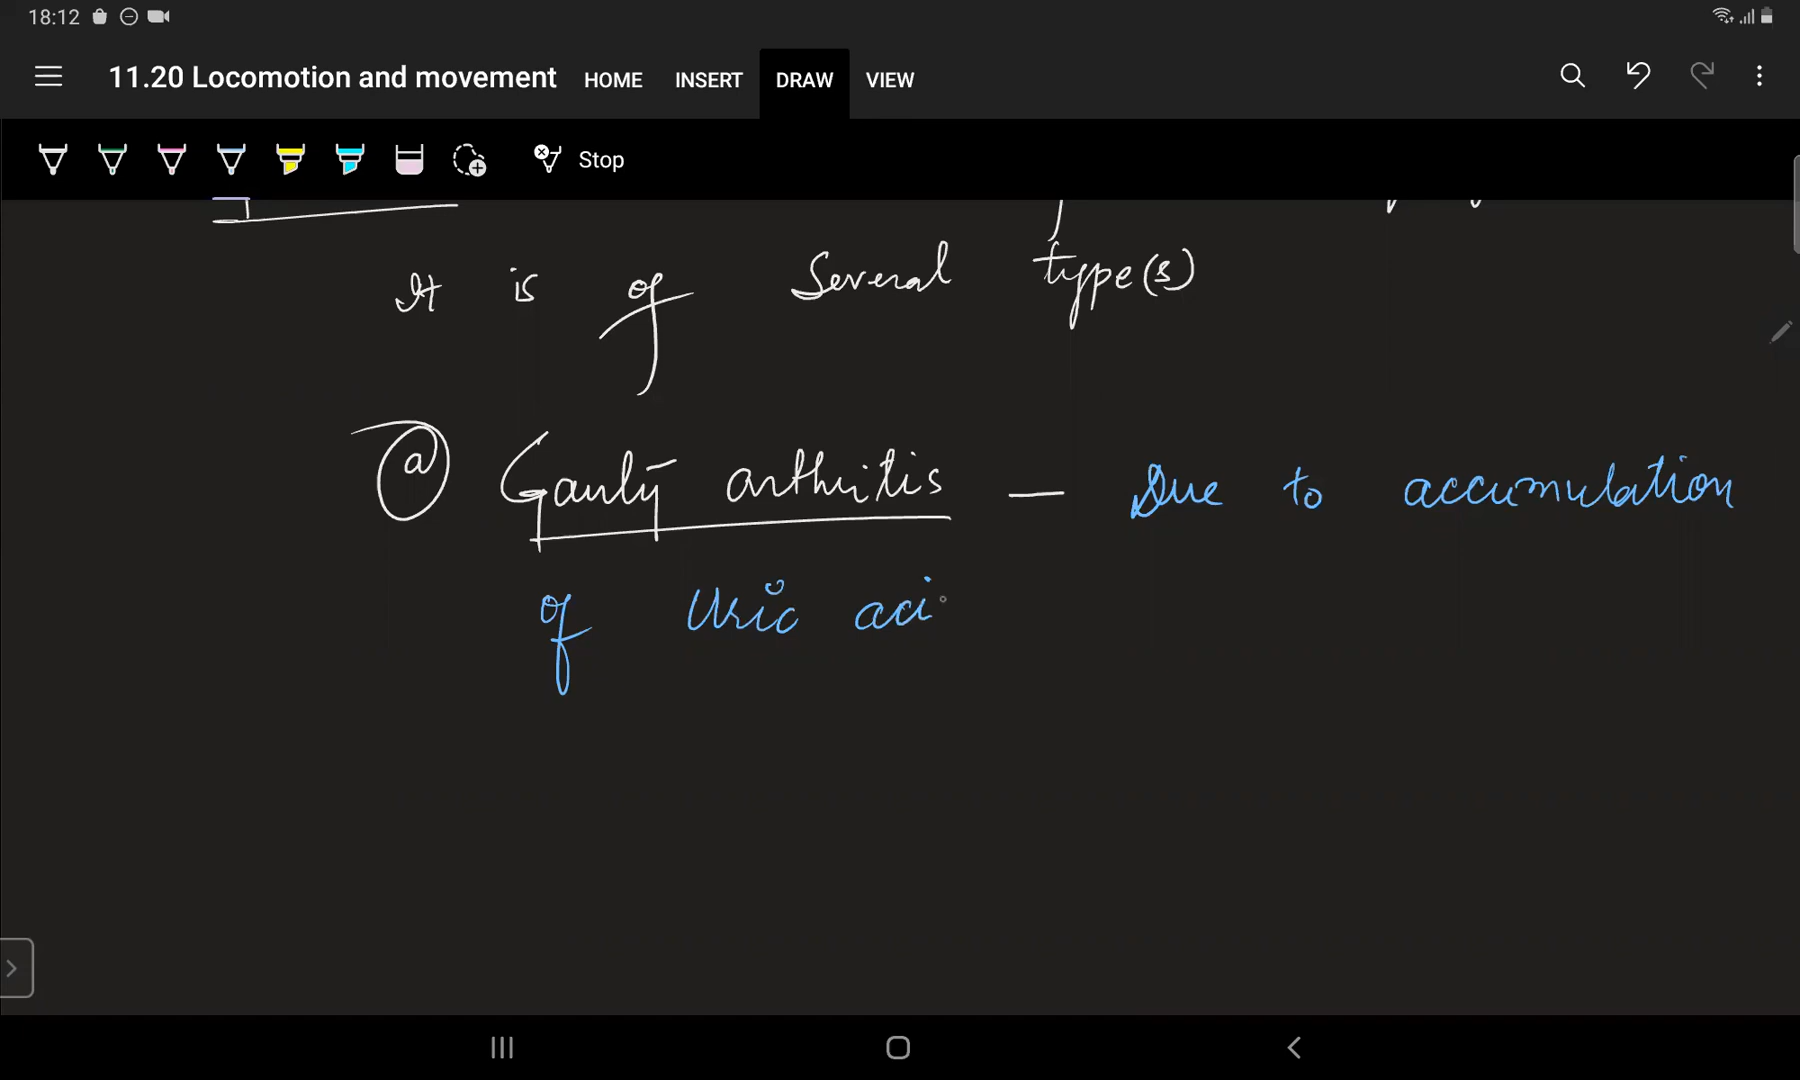 18:12
11.20 Locomotion and movement HOME INSERT DRAW VIEW
Stop
It is of Several type(s)
(a) Gauty arthritis — Due to accumulation
of Uric aci